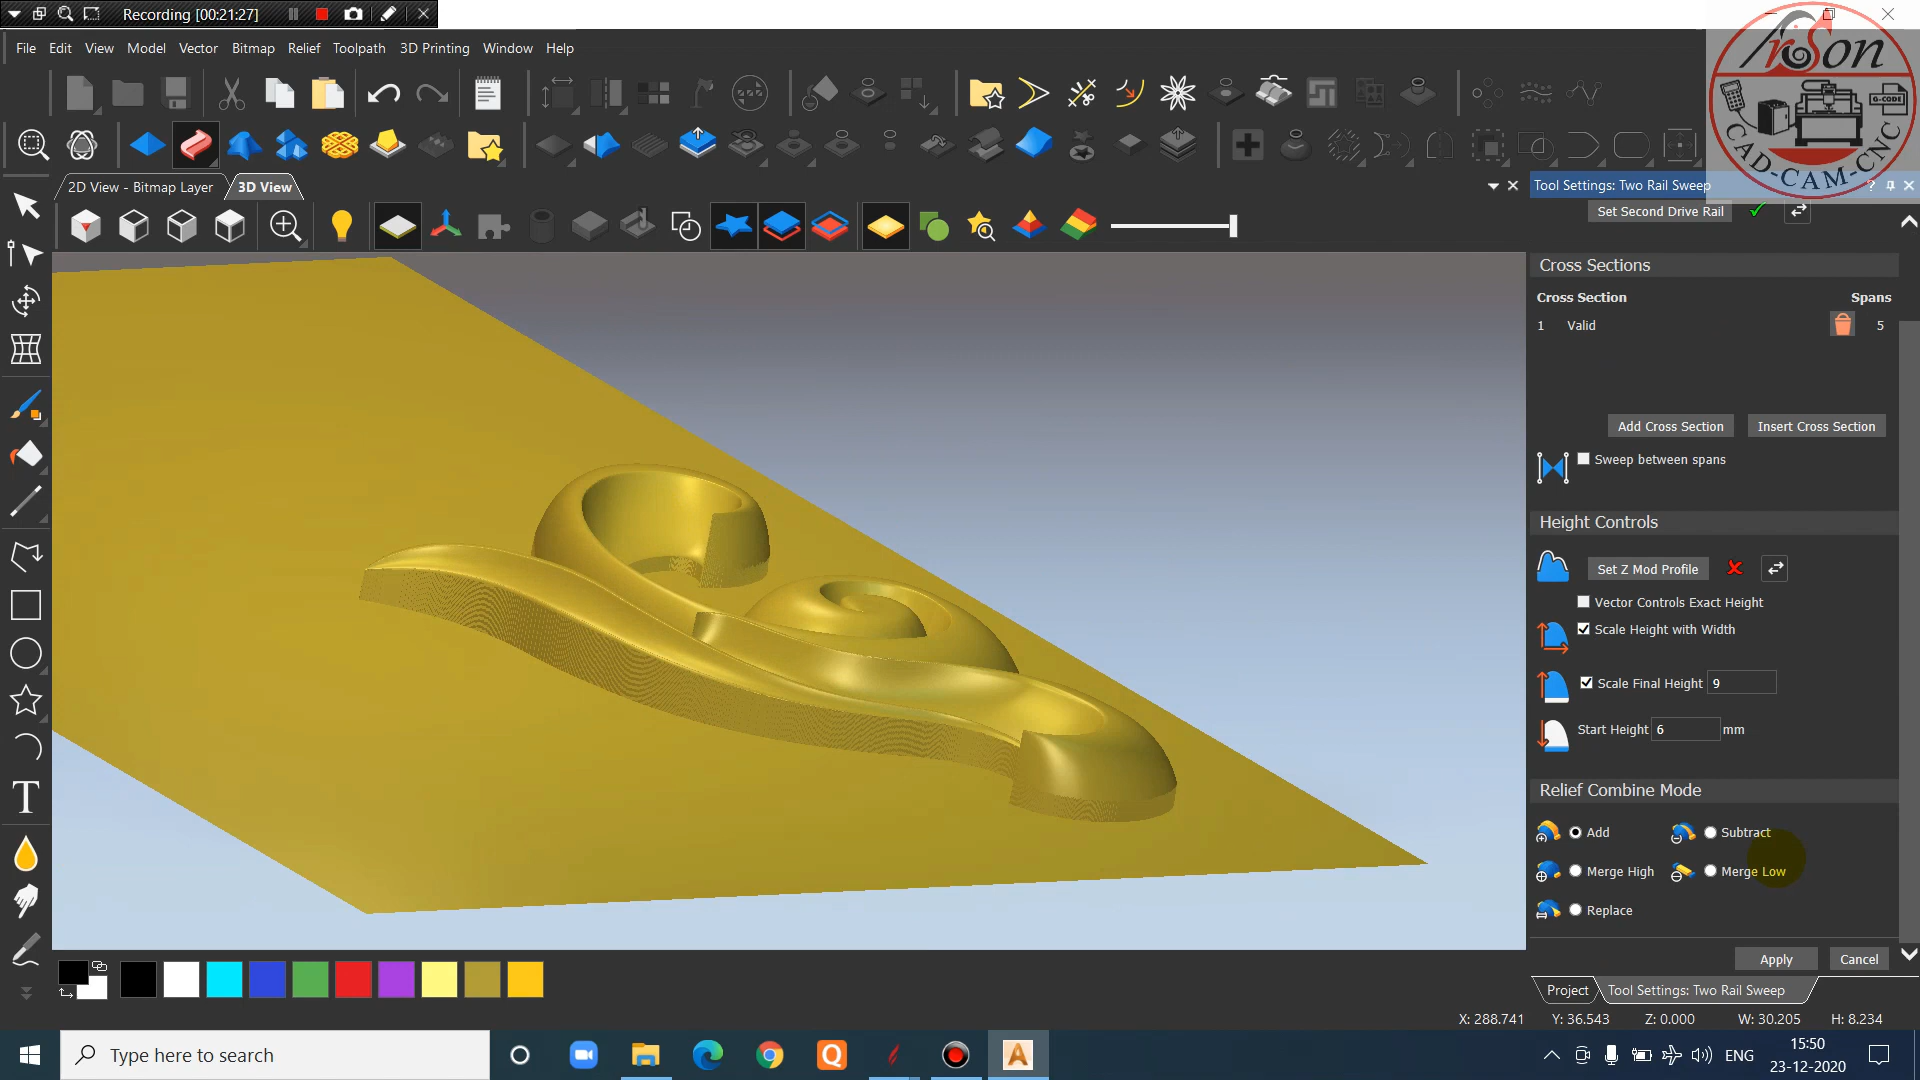 Recording [00:21:27]
File Edit View Model Vector Bitmap Relief Toolpath 3D Printing Window Help
ArSon
G-CODE
CAD-CAM-CNC
2D View - Bitmap Layer 3D View
Tool Settings: Two Rail Sweep
Set Second Drive Rail
Cross Sections
Cross Section Spans
1 Valid 5
Add Cross Section Insert Cross Section
Sweep between spans
Height Controls
Set Z Mod Profile
Vector Controls Exact Height
Scale Height with Width
Scale Final Height 9
Start Height 6 mm
Relief Combine Mode
Add Subtract
Merge High Merge Low
Replace
Apply Cancel
Project Tool Settings: Two Rail Sweep
X: 288.741 Y: 36.543 Z: 0.000 W: 30.205 H: 8.234
Type here to search
ENG
15:50
23-12-2020